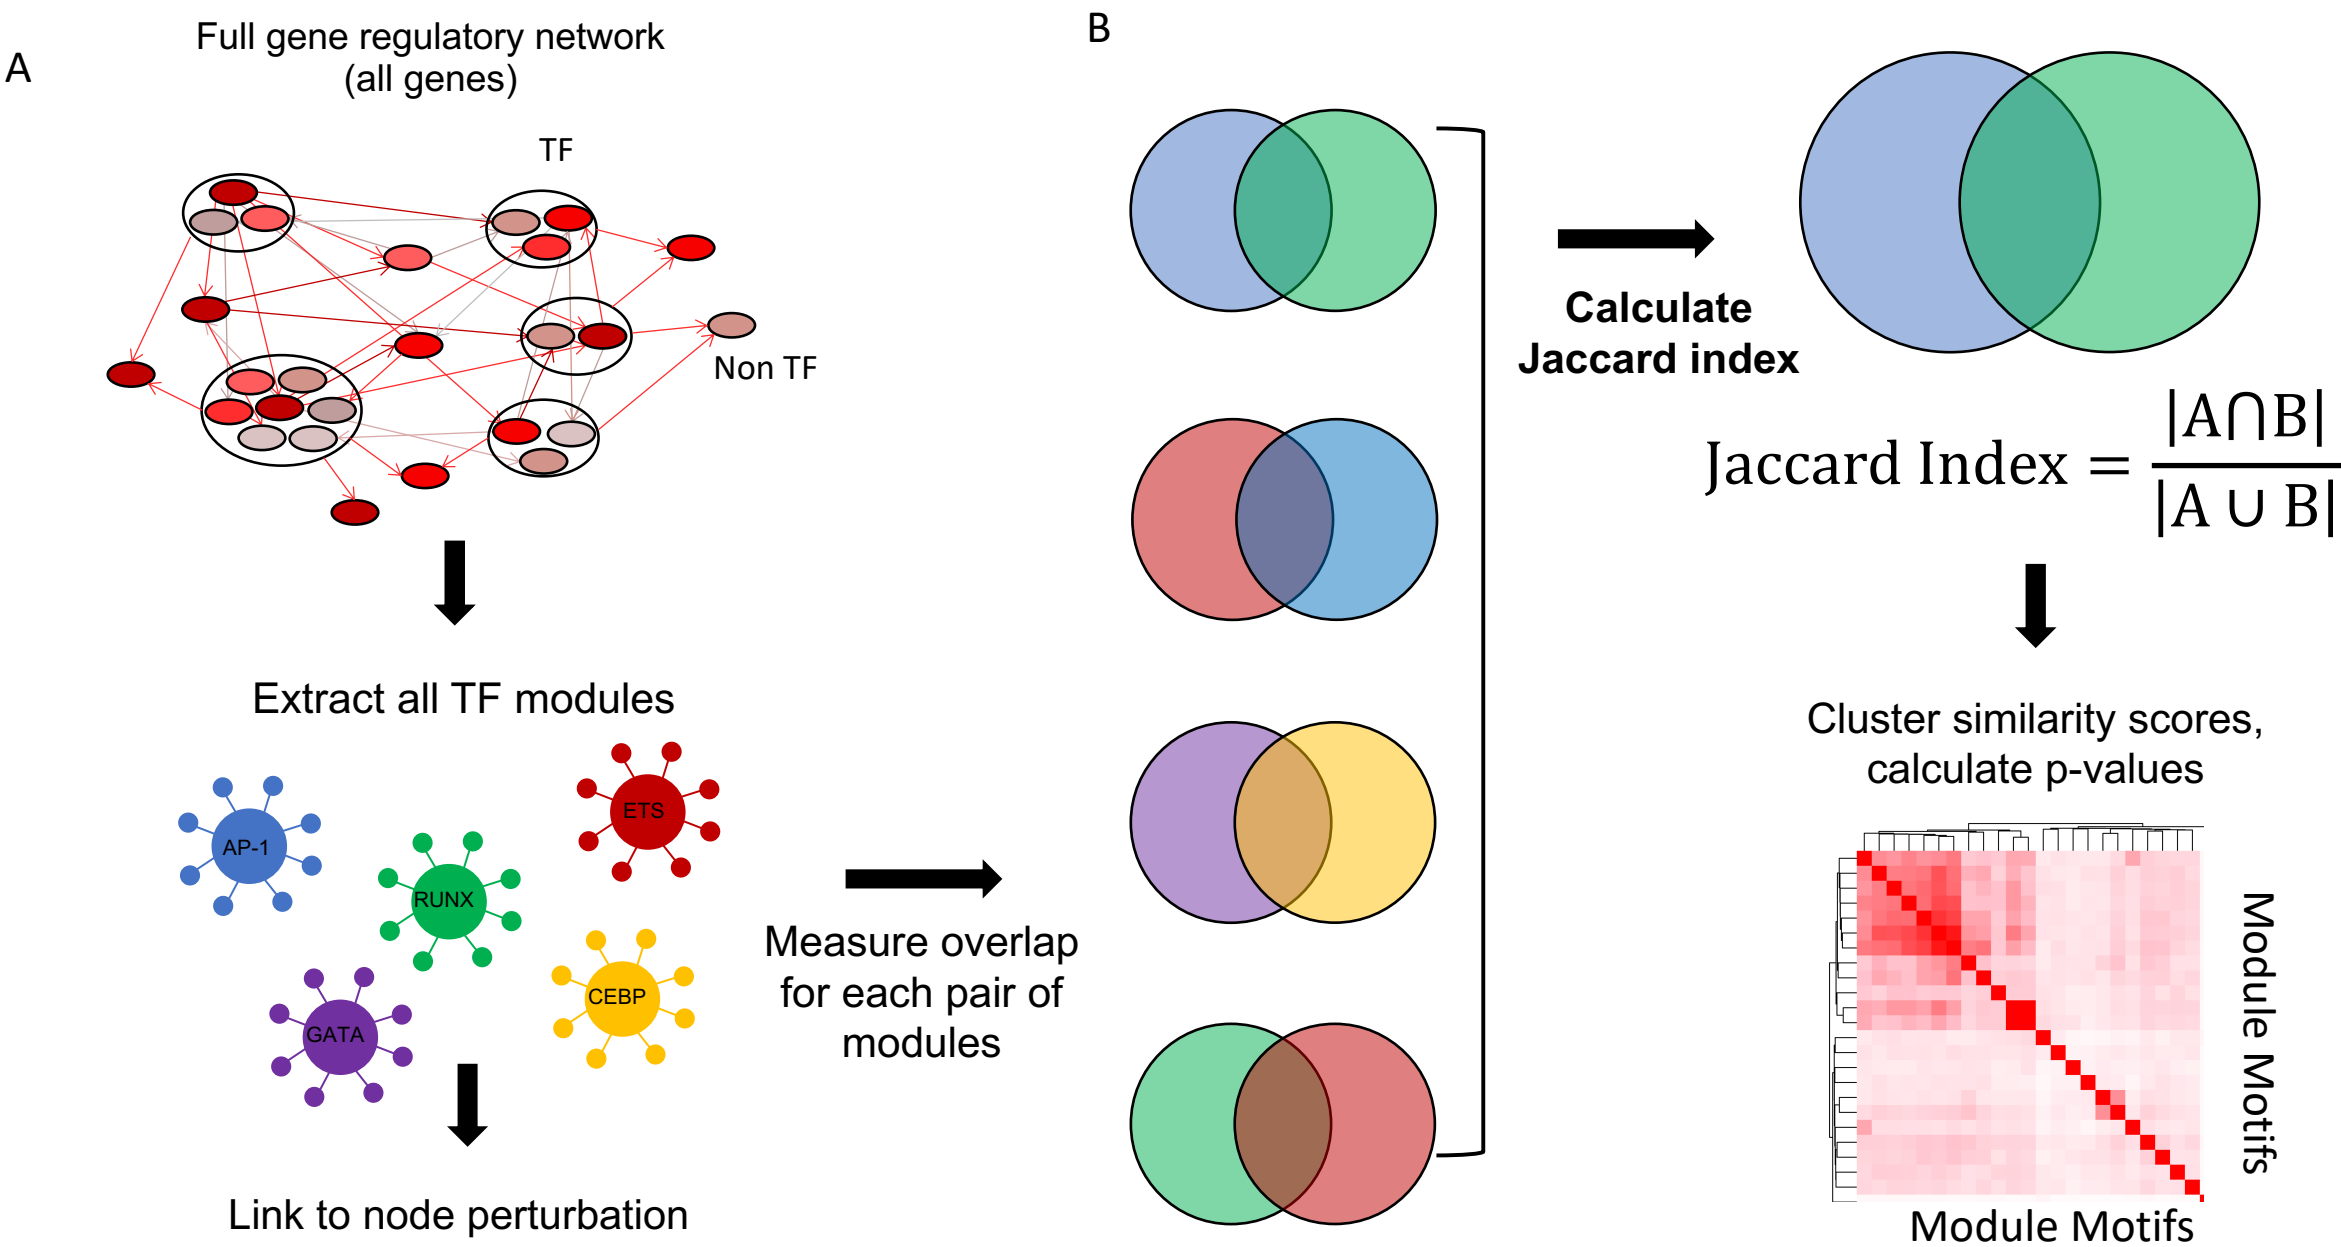 A
Full gene regulatory network
(all genes)
TF
Non TF
Extract all TF modules
AP-1
RUNX
ETS
GATA
CEBP
Link to node perturbation
Measure overlap
for each pair of
modules
B
Calculate
Jaccard index
Jaccard Index = |A∩B| / |A ∪ B|
Cluster similarity scores,
calculate p-values
Module Motifs
Module Motifs